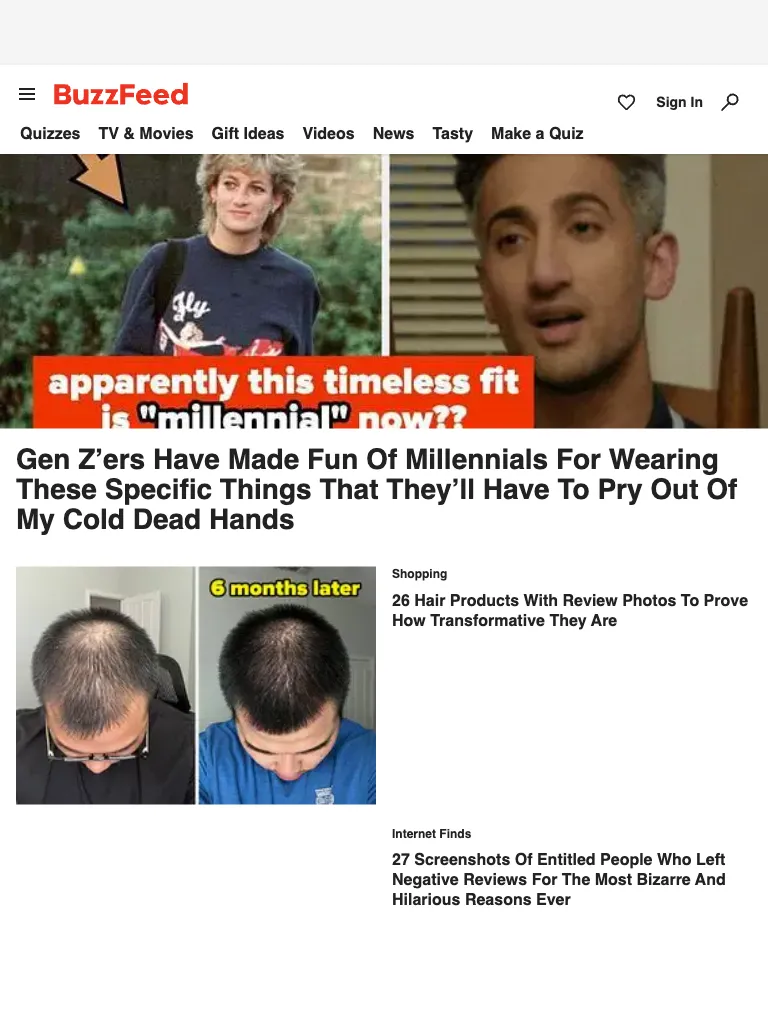 BuzzFeed
Sign In
Quizzes TV & Movies Gift Ideas Videos News Tasty Make a Quiz
fly
apparently this timeless fit
is "millennial" now??
Gen Z’ers Have Made Fun Of Millennials For Wearing
These Specific Things That They’ll Have To Pry Out Of
My Cold Dead Hands
6 months later
Shopping
26 Hair Products With Review Photos To Prove
How Transformative They Are
Internet Finds
27 Screenshots Of Entitled People Who Left
Negative Reviews For The Most Bizarre And
Hilarious Reasons Ever